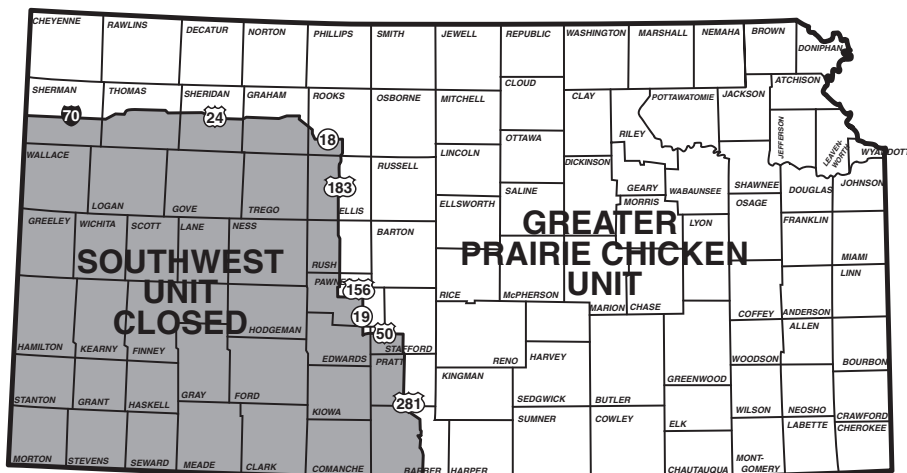 CHEYENNE RAWLINS DECATUR NORTON PHILLIPS SMITH JEWELL REPUBLIC WASHINGTON MARSHALL NEMAHA BROWN
DONIPHAN
ATCHISON
SHERMAN THOMAS SHERIDAN GRAHAM ROOKS OSBORNE MITCHELL CLOUD CLAY POTTAWATOMIE JACKSON
70 24 18
RILEY
OTTAWA
JEFFERSON
LEAVEN-
WORTH
WYANDOTT
WALLACE
LINCOLN
DICKINSON
RUSSELL
183
SALINE
GEARY
WABAUNSEE SHAWNEE DOUGLAS JOHNSON
LOGAN GOVE TREGO ELLIS ELLSWORTH MORRIS OSAGE
GREELEY WICHITA SCOTT LANE NESS BARTON LYON FRANKLIN
GREATER
PRAIRIE CHICKEN
UNIT
SOUTHWEST
UNIT
CLOSED
MIAMI
RUSH
LINN
PAWNE
156
RICE McPHERSON MARION CHASE
COFFEY ANDERSON
19
ALLEN
HODGEMAN
50
HAMILTON KEARNY FINNEY EDWARDS PRATT STAFFORD RENO HARVEY WOODSON BOURBON
KINGMAN
GREENWOOD
STANTON GRANT HASKELL GRAY FORD KIOWA
281
SEDGWICK BUTLER WILSON NEOSHO CRAWFORD
SUMNER COWLEY ELK LABETTE CHEROKEE
MORTON STEVENS SEWARD MEADE CLARK COMANCHE BARBER HARPER CHAUTAUQUA MONT-
GOMERY